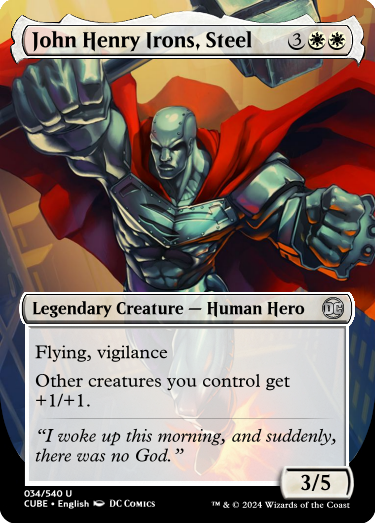 John Henry Irons, Steel 3
Legendary Creature — Human Hero DC
Flying, vigilance
Other creatures you control get
+1/+1.
“I woke up this morning, and suddenly,
there was no God.”
3/5
034/540 U
CUBE • English DC Comics
™ & © 2024 Wizards of the Coast